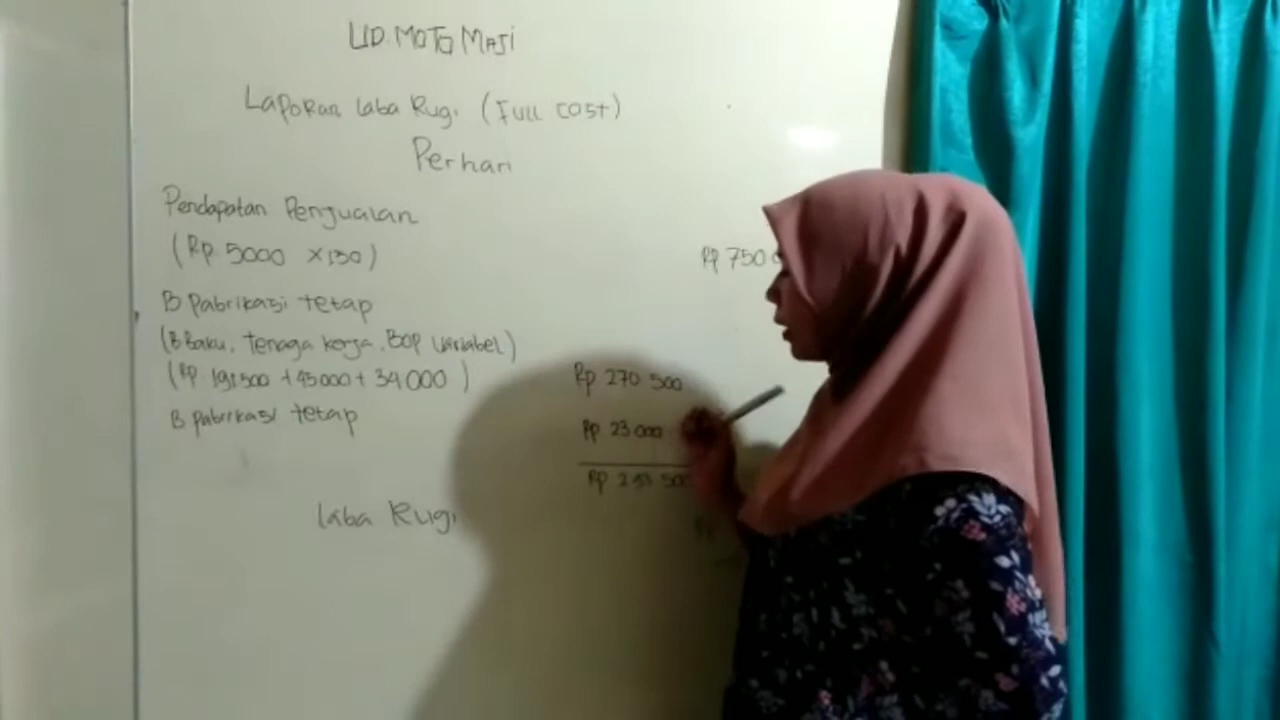 UD. MOTO MASI
Laporan Laba Rugi (Full Cost)
Perhari
Pendapatan Penjualan
(Rp 5000 x 150)
Rp 750
B Pabrikasi tetap
(B Baku, Tenaga kerja, BOP Variabel)
(Rp 191500 + 45000 + 34000)
Rp 270 500
B Pabrikasi tetap
Rp 23 000
Rp 293 500
Laba Rugi